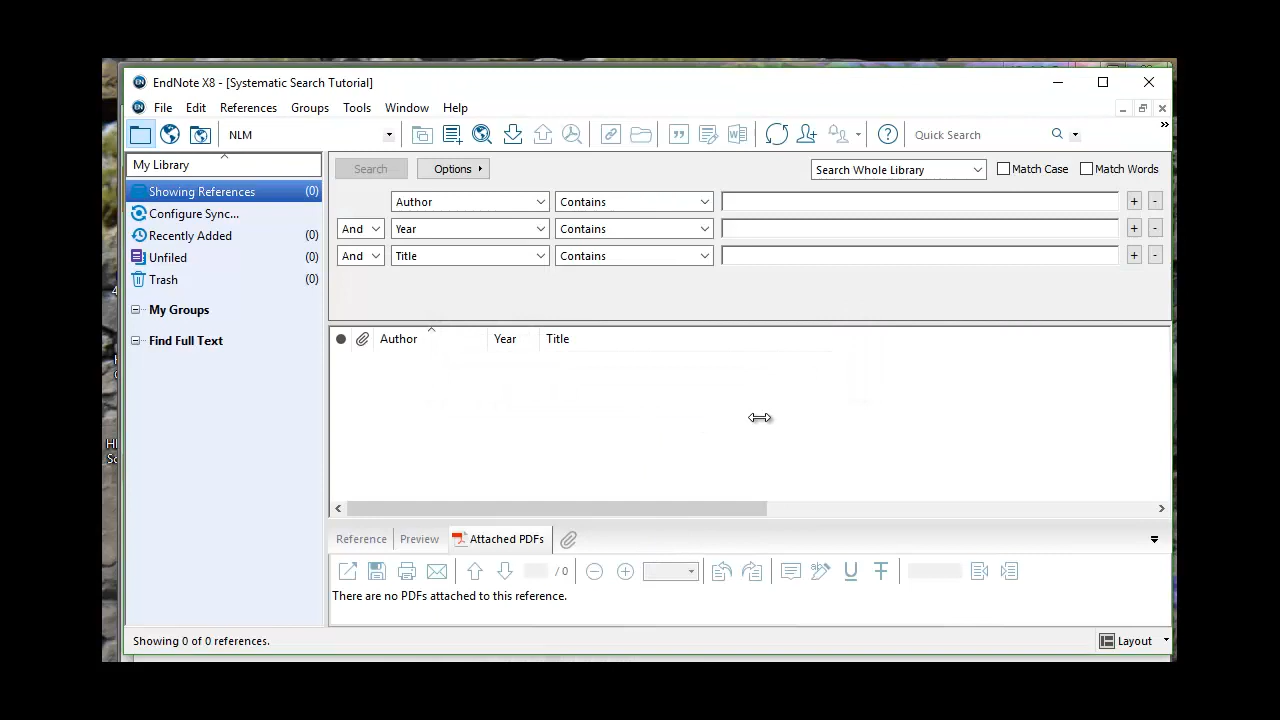 EndNote X8 - [Systematic Search Tutorial]
File Edit References Groups Tools Window Help
NLM
Quick Search
My Library
Showing References (0)
Configure Sync...
Recently Added (0)
Unfiled (0)
Trash (0)
My Groups
Find Full Text
Search Options Search Whole Library Match Case Match Words
Author Contains + -
And Year Contains + -
And Title Contains + -
Author Year Title
Reference Preview Attached PDFs
/ 0
There are no PDFs attached to this reference.
Showing 0 of 0 references.
Layout